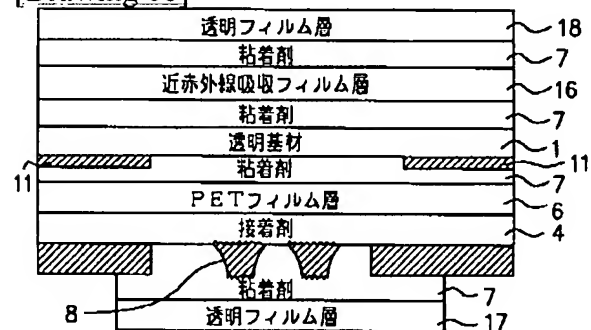 透明フィルム層 18
粘着剤 7
近赤外線吸収フィルム層 16
粘着剤 7
透明基材 1
11 粘着剤 11
7
PETフィルム層 6
接着剤 4
8 粘着剤 7
透明フィルム層 17